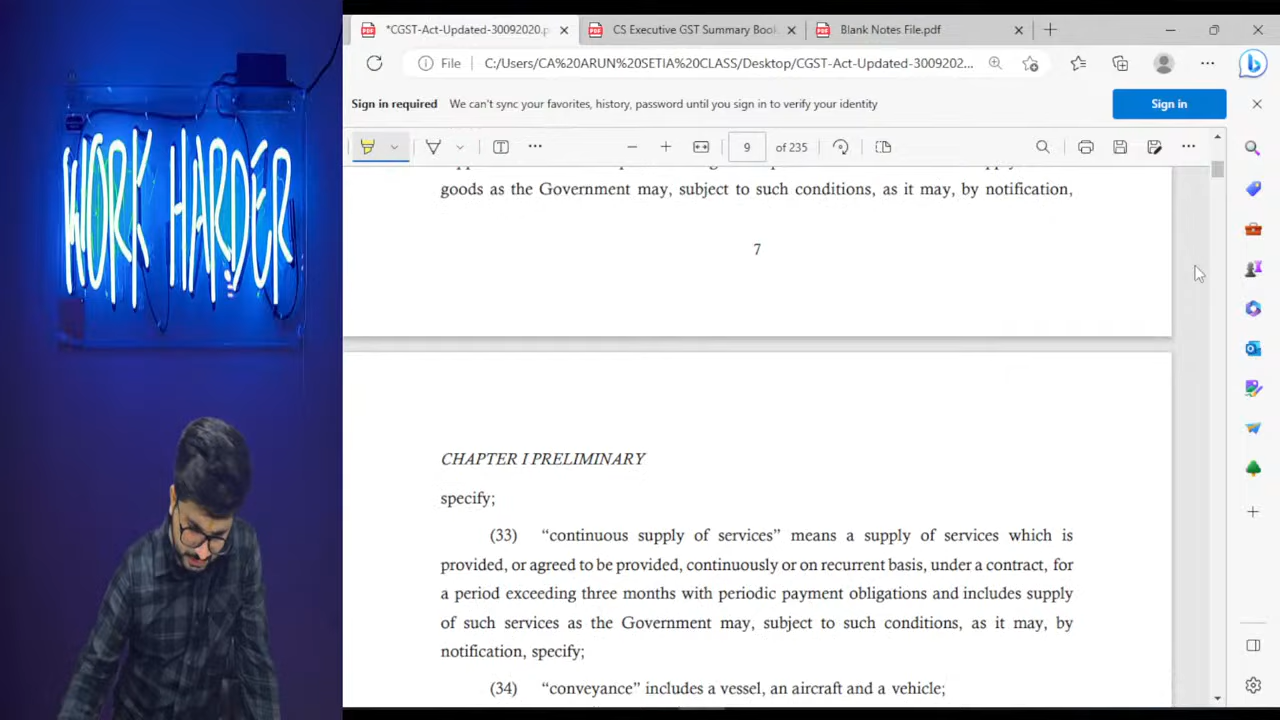 *CGST-Act-Updated-30092020.p
CS Executive GST Summary Book
Blank Notes File.pdf
File
C:/Users/CA%20ARUN%20SETIA%20CLASS/Desktop/CGST-Act-Updated-3009202...
Sign in required
We can't sync your favorites, history, password until you sign in to verify your identity
Sign in
9
of 235
goods as the Government may, subject to such conditions, as it may, by notification,
7
WORK HARDER
CHAPTER I PRELIMINARY
specify;
(33) “continuous supply of services” means a supply of services which is
provided, or agreed to be provided, continuously or on recurrent basis, under a contract, for
a period exceeding three months with periodic payment obligations and includes supply
of such services as the Government may, subject to such conditions, as it may, by
notification, specify;
(34) “conveyance” includes a vessel, an aircraft and a vehicle;